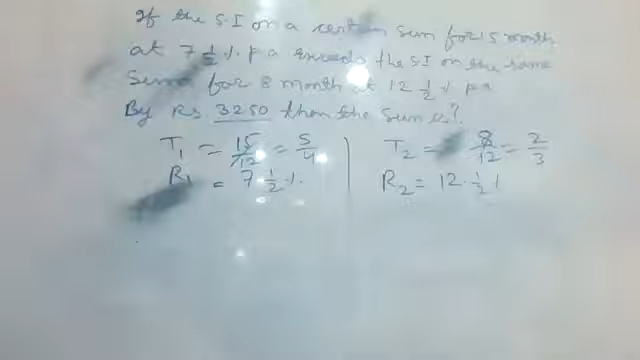 If the S.I on a certain sum for 15 month
at 7 1/2 % p a exceeds the S I on the same
Sum for 8 month at 12 1/2 % pa
By Rs. 3250 then the sum is?
T1 = 15/12 = 5/4 T2 = 8/12 = 2/3
R1 = 7 1/2 % R2 = 12 1/2 %